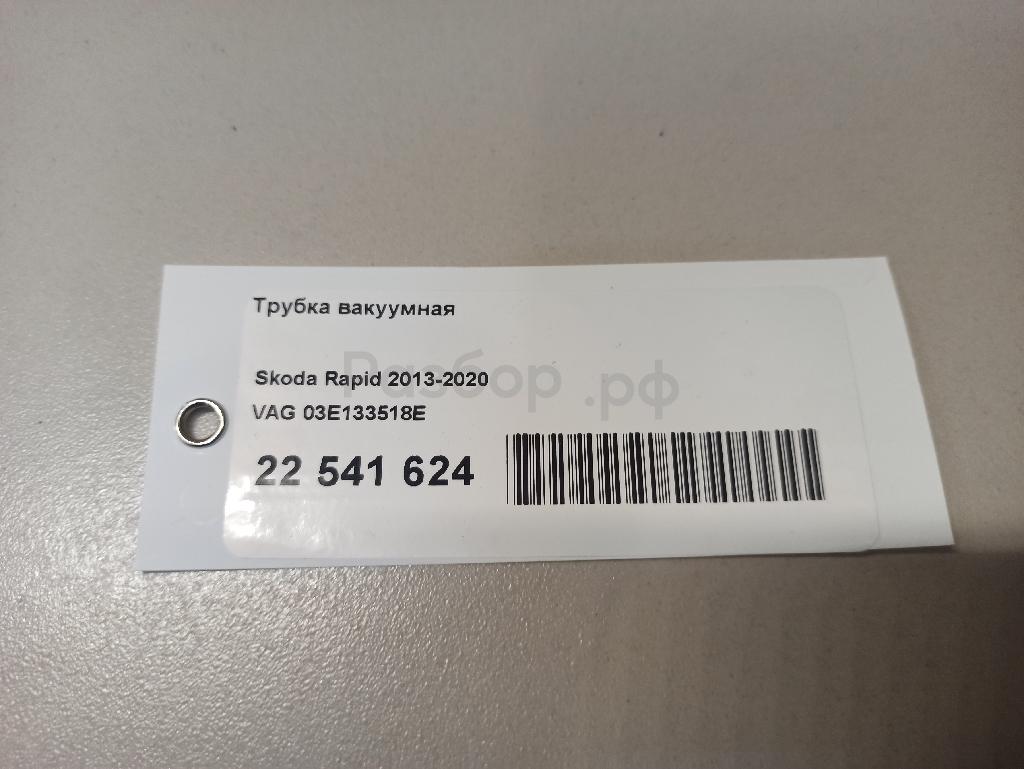 Трубка вакуумная
Разбор.рф
Skoda Rapid 2013-2020
VAG 03E133518E
22 541 624